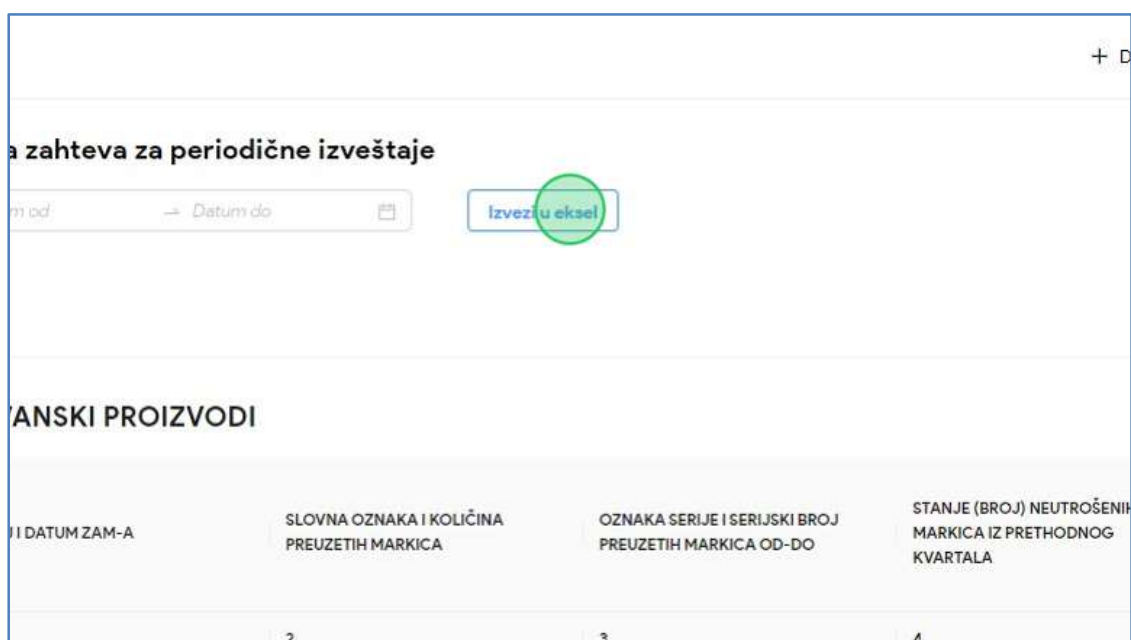 + D
a zahteva za periodične izveštaje
m od → Datum do
Izvezi u eksel
VANSKI PROIZVODI
J I DATUM ZAM-A
SLOVNA OZNAKA I KOLIČINA
PREUZETIH MARKICA
OZNAKA SERIJE I SERIJSKI BROJ
PREUZETIH MARKICA OD-DO
STANJE (BROJ) NEUTROŠENIH
MARKICA IZ PRETHODNOG
KVARTALA
2 3 4